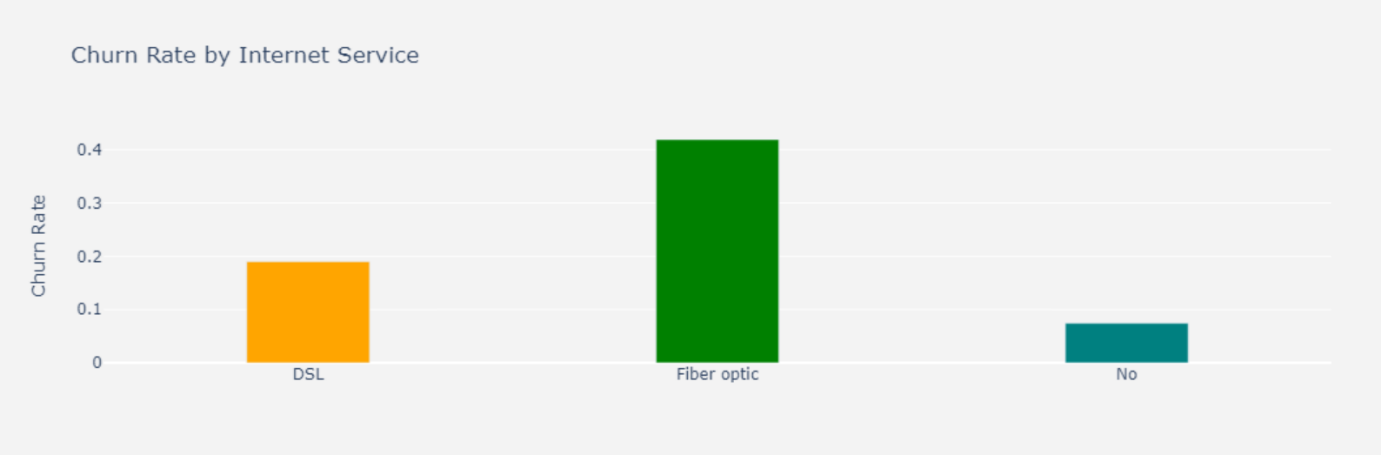 Churn Rate by Internet Service
Churn Rate
0.4
0.3
0.2
0.1
0
DSL
Fiber optic
No